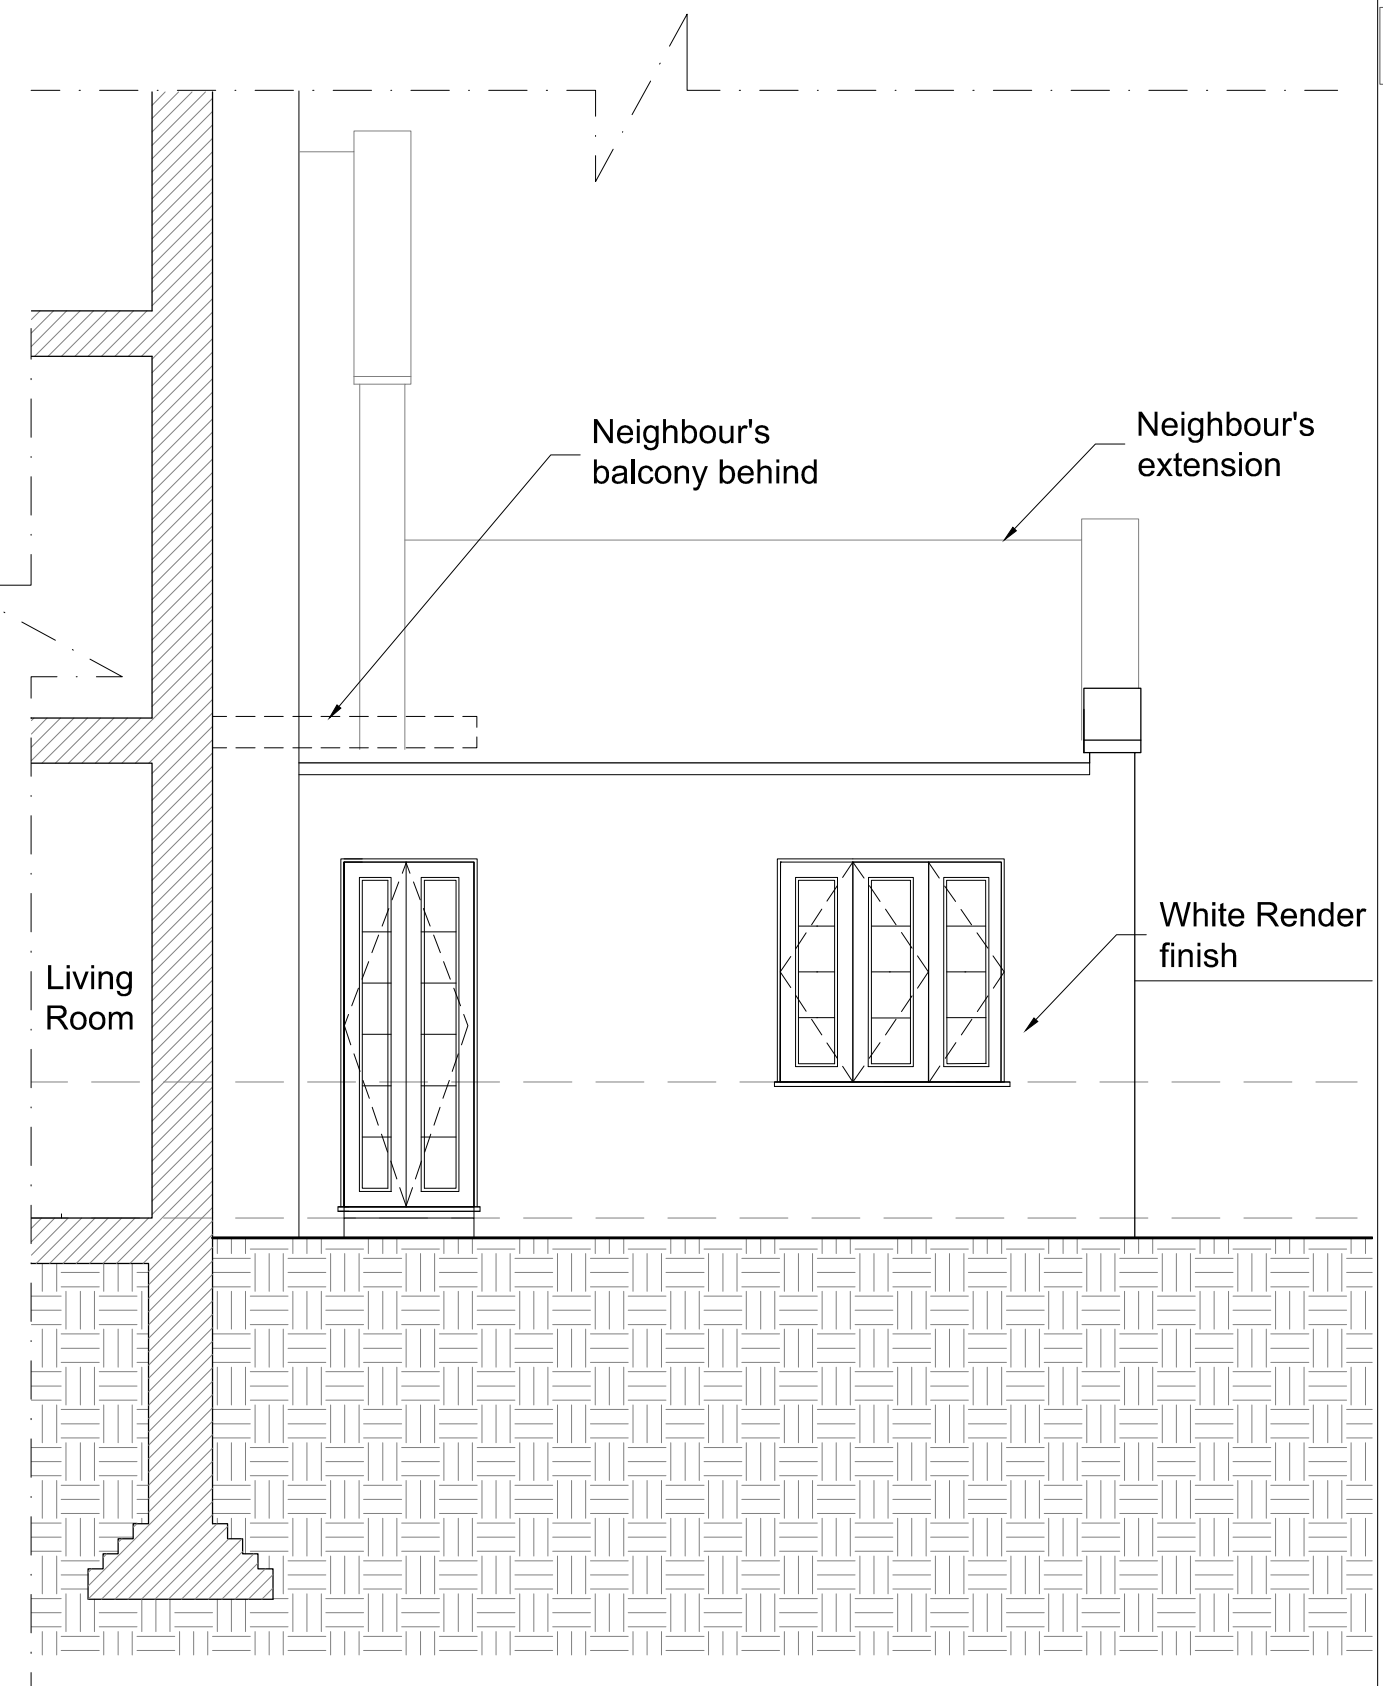 Neighbour's
balcony behind
Neighbour's
extension
White Render
finish
Living
Room